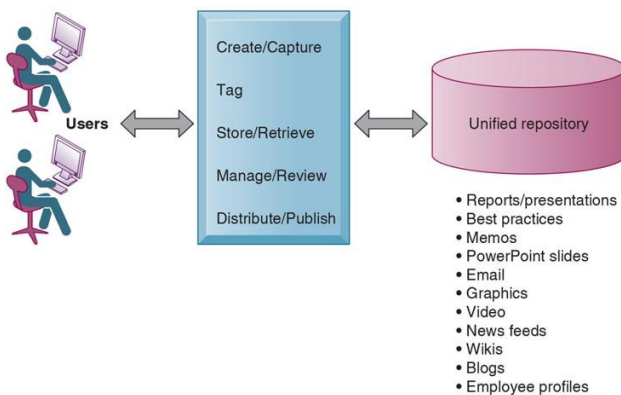 Users
Create/Capture
Tag
Store/Retrieve
Manage/Review
Distribute/Publish
Unified repository
• Reports/presentations
• Best practices
• Memos
• PowerPoint slides
• Email
• Graphics
• Video
• News feeds
• Wikis
• Blogs
• Employee profiles